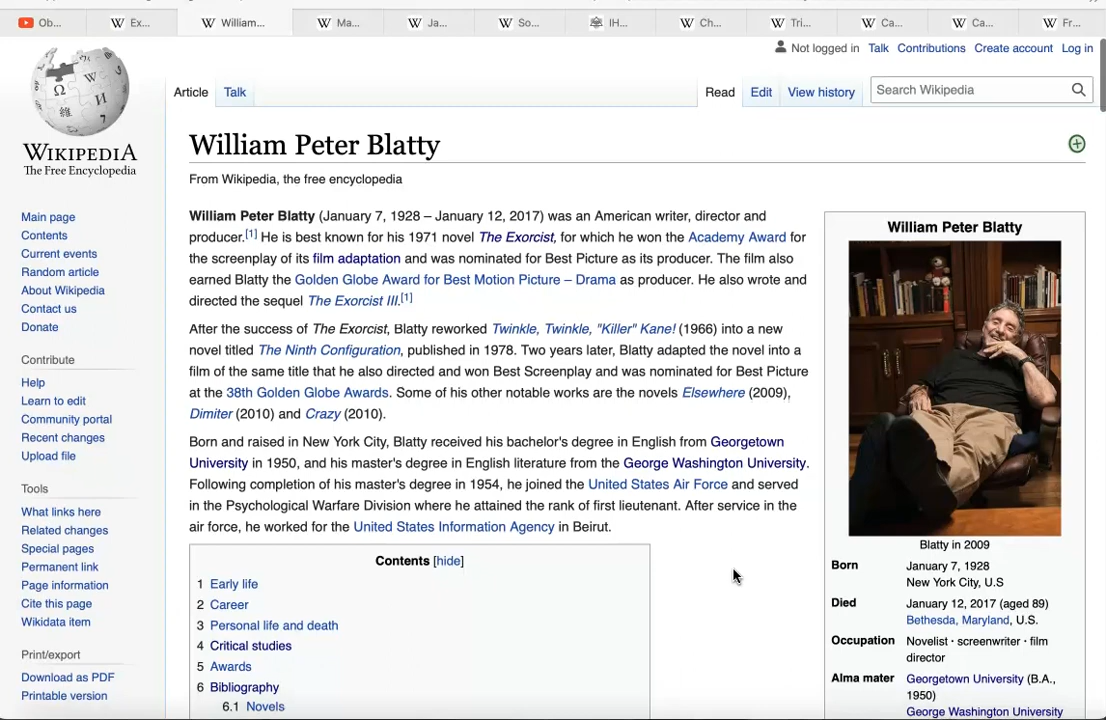 Ob...
Ex...
William...
Ma...
Ja...
So...
IH...
Ch...
Tri...
Ca...
Ca...
Fr...
Not logged in Talk Contributions Create account Log in
Article Talk
Read Edit View history
Search Wikipedia
WIKIPEDIA
The Free Encyclopedia
Main page
Contents
Current events
Random article
About Wikipedia
Contact us
Donate
Contribute
Help
Learn to edit
Community portal
Recent changes
Upload file
Tools
What links here
Related changes
Special pages
Permanent link
Page information
Cite this page
Wikidata item
Print/export
Download as PDF
Printable version
William Peter Blatty
From Wikipedia, the free encyclopedia
William Peter Blatty (January 7, 1928 – January 12, 2017) was an American writer, director and
producer.[1] He is best known for his 1971 novel The Exorcist, for which he won the Academy Award for
the screenplay of its film adaptation and was nominated for Best Picture as its producer. The film also
earned Blatty the Golden Globe Award for Best Motion Picture – Drama as producer. He also wrote and
directed the sequel The Exorcist III.[1]
After the success of The Exorcist, Blatty reworked Twinkle, Twinkle, "Killer" Kane! (1966) into a new
novel titled The Ninth Configuration, published in 1978. Two years later, Blatty adapted the novel into a
film of the same title that he also directed and won Best Screenplay and was nominated for Best Picture
at the 38th Golden Globe Awards. Some of his other notable works are the novels Elsewhere (2009),
Dimiter (2010) and Crazy (2010).
Born and raised in New York City, Blatty received his bachelor's degree in English from Georgetown
University in 1950, and his master's degree in English literature from the George Washington University.
Following completion of his master's degree in 1954, he joined the United States Air Force and served
in the Psychological Warfare Division where he attained the rank of first lieutenant. After service in the
air force, he worked for the United States Information Agency in Beirut.
Contents [hide]
1 Early life
2 Career
3 Personal life and death
4 Critical studies
5 Awards
6 Bibliography
6.1 Novels
William Peter Blatty
Blatty in 2009
Born January 7, 1928
New York City, U.S
Died January 12, 2017 (aged 89)
Bethesda, Maryland, U.S.
Occupation Novelist · screenwriter · film
director
Alma mater Georgetown University (B.A.,
1950)
George Washington University